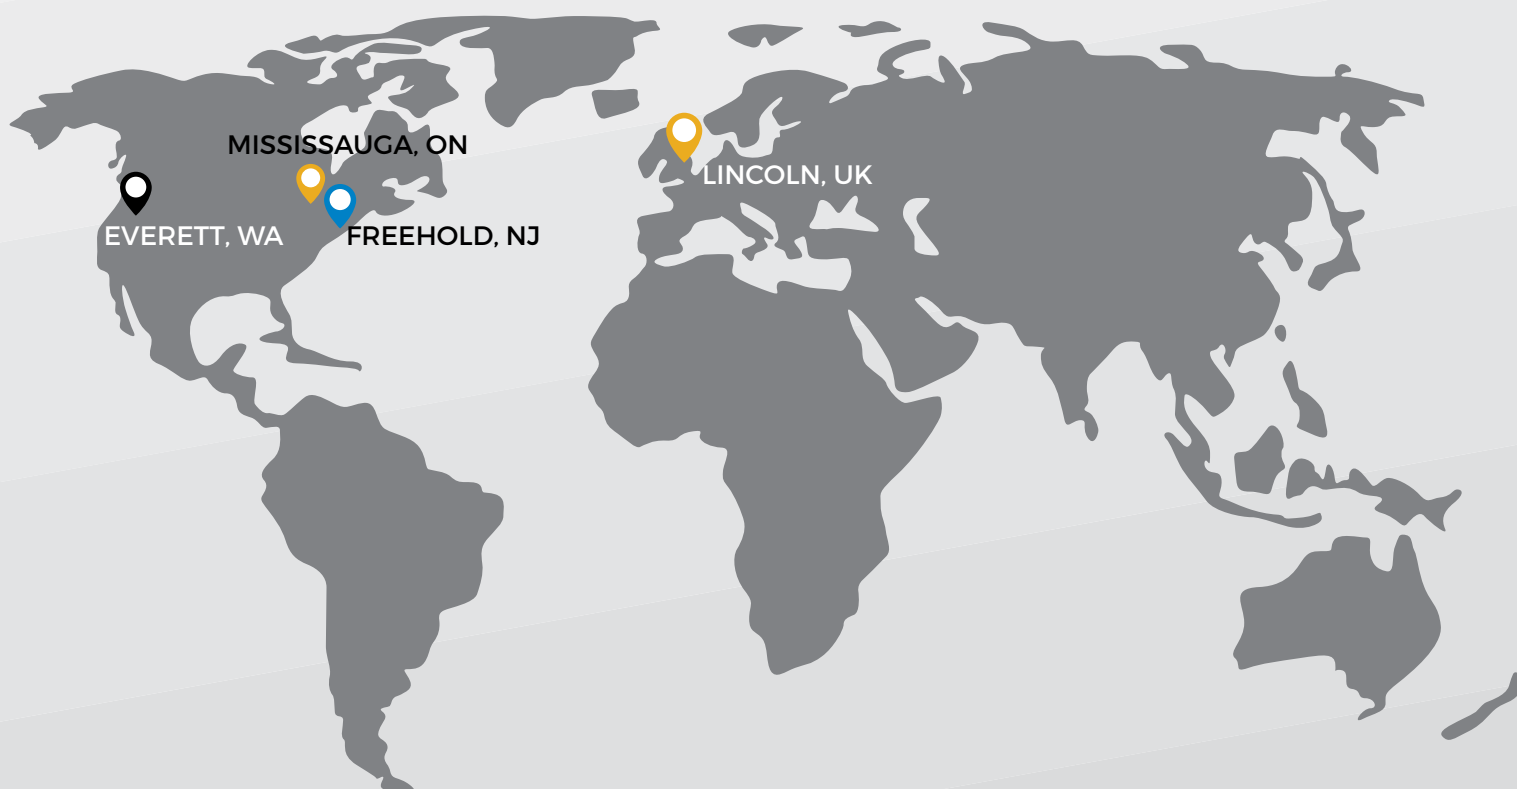 MISSISSAUGA, ON
LINCOLN, UK
EVERETT, WA
FREEHOLD, NJ